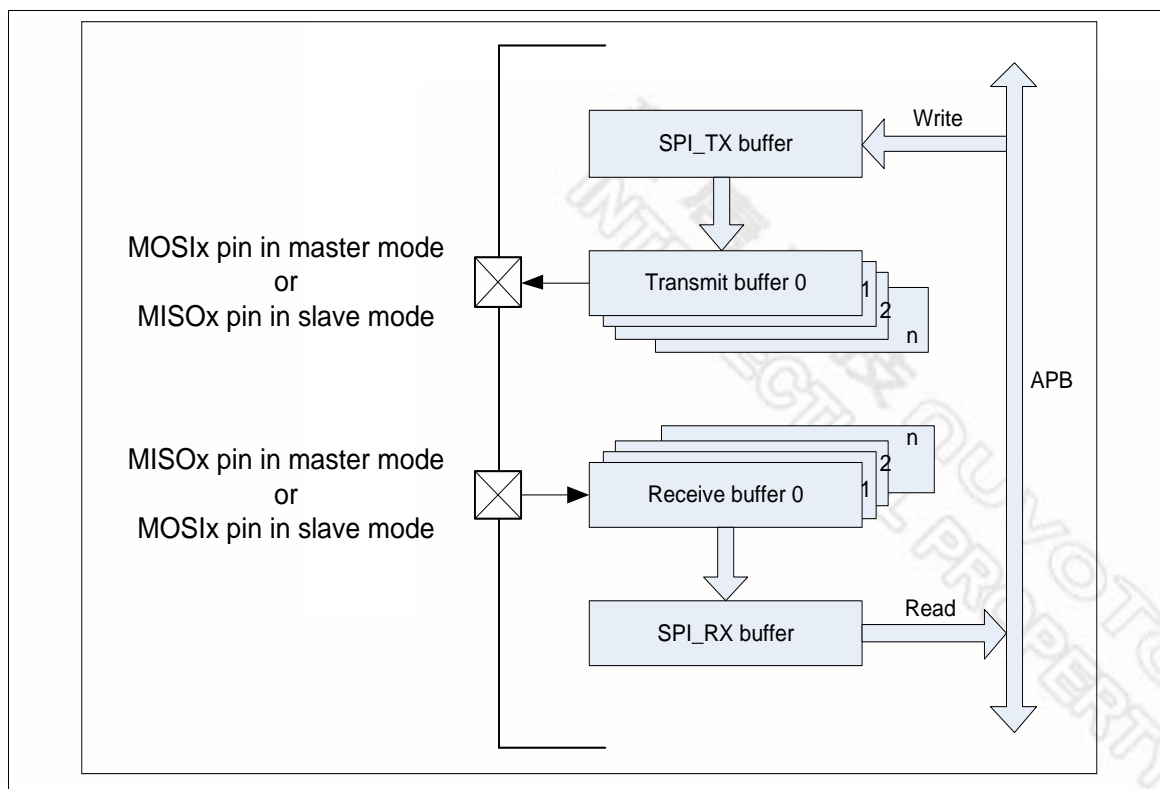 Write
SPI_TX buffer
MOSIx pin in master mode
or
MISOx pin in slave mode
Transmit buffer 0
1
2
n
APB
MISOx pin in master mode
or
MOSIx pin in slave mode
n
2
1
Receive buffer 0
Read
SPI_RX buffer
NUVOTO
PROPERTY